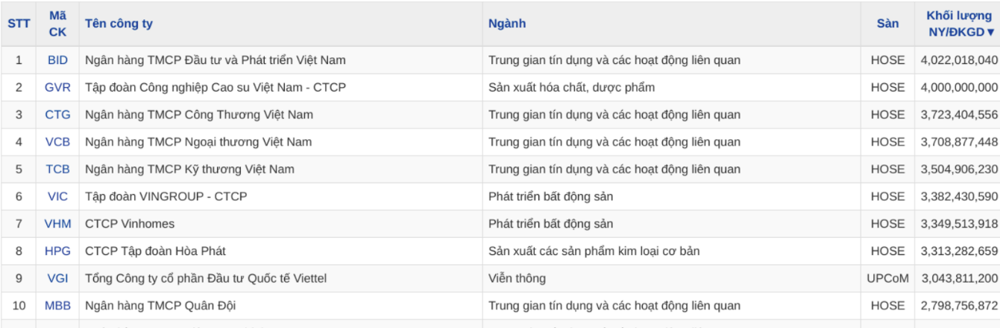 STT Mã CK Tên công ty Ngành Sàn Khối lượng NY/ĐKGD▼
1 BID Ngân hàng TMCP Đầu tư và Phát triển Việt Nam Trung gian tín dụng và các hoạt động liên quan HOSE 4,022,018,040
2 GVR Tập đoàn Công nghiệp Cao su Việt Nam - CTCP Sản xuất hóa chất, dược phẩm HOSE 4,000,000,000
3 CTG Ngân hàng TMCP Công Thương Việt Nam Trung gian tín dụng và các hoạt động liên quan HOSE 3,723,404,556
4 VCB Ngân hàng TMCP Ngoại thương Việt Nam Trung gian tín dụng và các hoạt động liên quan HOSE 3,708,877,448
5 TCB Ngân hàng TMCP Kỹ thương Việt Nam Trung gian tín dụng và các hoạt động liên quan HOSE 3,504,906,230
6 VIC Tập đoàn VINGROUP - CTCP Phát triển bất động sản HOSE 3,382,430,590
7 VHM CTCP Vinhomes Phát triển bất động sản HOSE 3,349,513,918
8 HPG CTCP Tập đoàn Hòa Phát Sản xuất các sản phẩm kim loại cơ bản HOSE 3,313,282,659
9 VGI Tổng Công ty cổ phần Đầu tư Quốc tế Viettel Viễn thông UPCoM 3,043,811,200
10 MBB Ngân hàng TMCP Quân Đội Trung gian tín dụng và các hoạt động liên quan HOSE 2,798,756,872